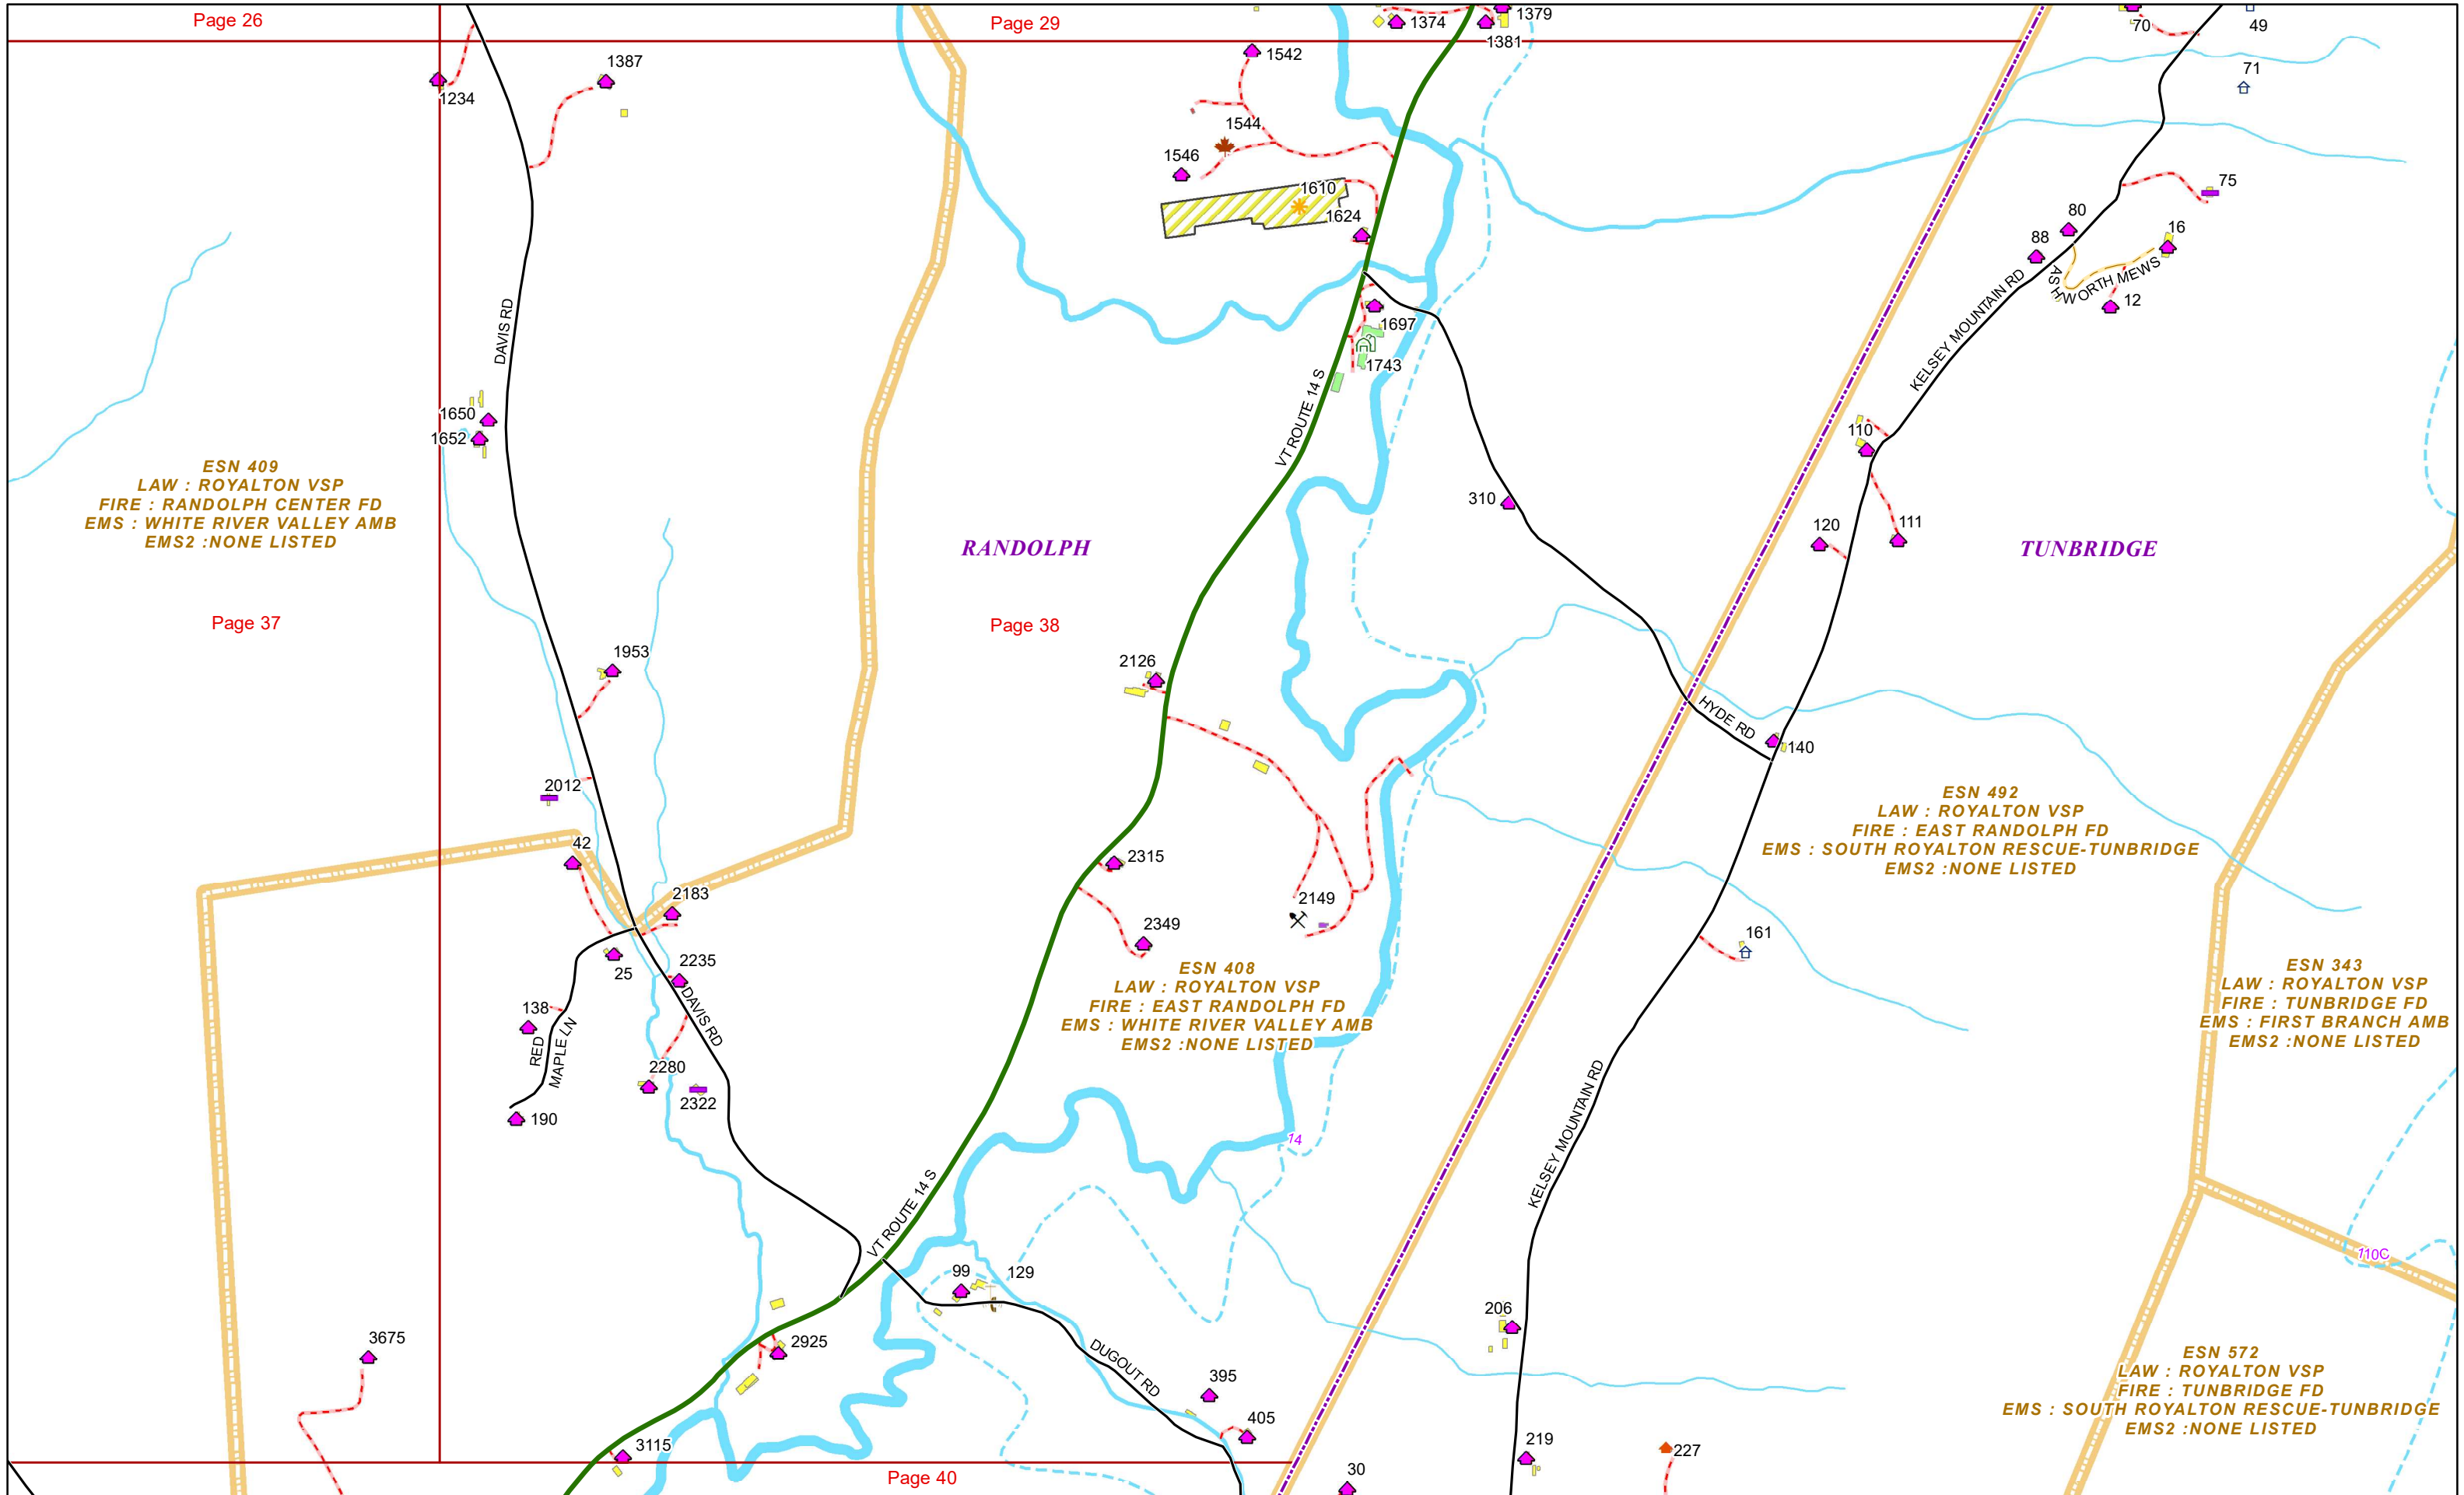 Page 26
Page 29
1374
1379
1381
70
49
1234
1387
1542
71
1544
1546
1610
1624
75
80
88
16
ASHWORTH MEWS
12
KELSEY MOUNTAIN RD
DAVIS RD
1697
1743
VT ROUTE 14 S
1650
1652
110
ESN 409
LAW : ROYALTON VSP
FIRE : RANDOLPH CENTER FD
EMS : WHITE RIVER VALLEY AMB
EMS2 :NONE LISTED
310
120
111
RANDOLPH
TUNBRIDGE
Page 37
Page 38
1953
2126
HYDE RD
140
2012
42
2315
ESN 492
LAW : ROYALTON VSP
FIRE : EAST RANDOLPH FD
EMS : SOUTH ROYALTON RESCUE-TUNBRIDGE
EMS2 :NONE LISTED
2183
2149
2349
161
25
2235
ESN 408
LAW : ROYALTON VSP
FIRE : EAST RANDOLPH FD
EMS : WHITE RIVER VALLEY AMB
EMS2 :NONE LISTED
ESN 343
LAW : ROYALTON VSP
FIRE : TUNBRIDGE FD
EMS : FIRST BRANCH AMB
EMS2 :NONE LISTED
138
RED
MAPLE LN
DAVIS RD
2280
2322
190
14
KELSEY MOUNTAIN RD
VT ROUTE 14 S
110C
99
129
206
2925
3675
DUGOUT RD
395
405
ESN 572
LAW : ROYALTON VSP
FIRE : TUNBRIDGE FD
EMS : SOUTH ROYALTON RESCUE-TUNBRIDGE
EMS2 :NONE LISTED
3115
219
227
Page 40
30